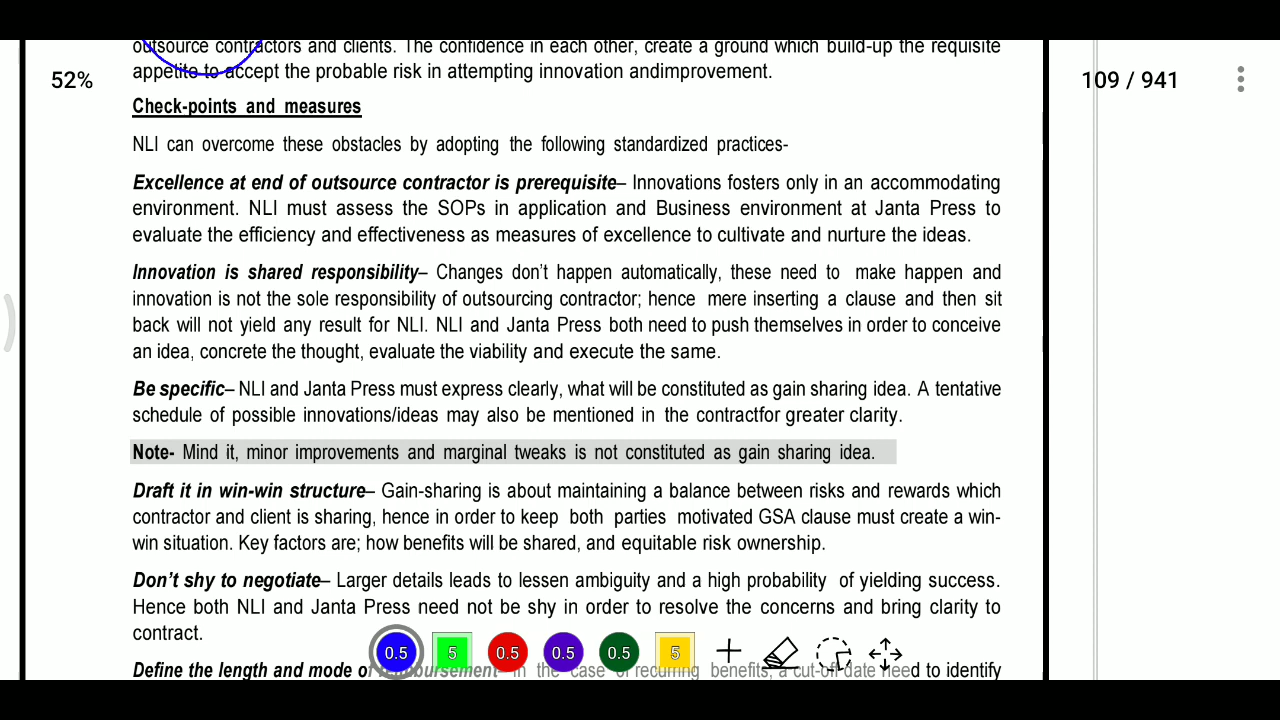 outsource contractors and clients. The confidence in each other, create a ground which build-up the requisite
appetite to accept the probable risk in attempting innovation andimprovement.
52%
109 / 941
Check-points and measures
NLI can overcome these obstacles by adopting the following standardized practices-
Excellence at end of outsource contractor is prerequisite– Innovations fosters only in an accommodating
environment. NLI must assess the SOPs in application and Business environment at Janta Press to
evaluate the efficiency and effectiveness as measures of excellence to cultivate and nurture the ideas.
Innovation is shared responsibility– Changes don’t happen automatically, these need to make happen and
innovation is not the sole responsibility of outsourcing contractor; hence mere inserting a clause and then sit
back will not yield any result for NLI. NLI and Janta Press both need to push themselves in order to conceive
an idea, concrete the thought, evaluate the viability and execute the same.
Be specific– NLI and Janta Press must express clearly, what will be constituted as gain sharing idea. A tentative
schedule of possible innovations/ideas may also be mentioned in the contractfor greater clarity.
Note- Mind it, minor improvements and marginal tweaks is not constituted as gain sharing idea.
Draft it in win-win structure– Gain-sharing is about maintaining a balance between risks and rewards which
contractor and client is sharing, hence in order to keep both parties motivated GSA clause must create a win-
win situation. Key factors are; how benefits will be shared, and equitable risk ownership.
Don’t shy to negotiate– Larger details leads to lessen ambiguity and a high probability of yielding success.
Hence both NLI and Janta Press need not be shy in order to resolve the concerns and bring clarity to
contract.
0.5 5 0.5 0.5 0.5 5
Define the length and mode of reimbursement– in the case of recurring benefits, a cut-off date need to identify